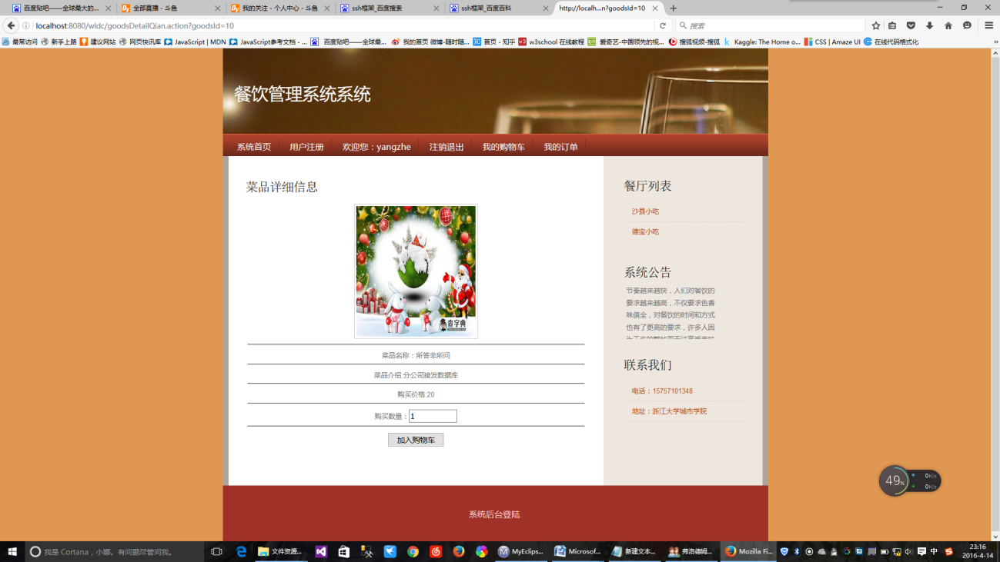 百度贴吧——全球最大的...
全部直播 - 斗鱼
我的关注 - 个人中心 - 斗鱼
ssh框架_百度搜索
ssh框架_百度百科
http://localh...n?goodsId=10
localhost:8080/wldc/goodsDetailQian.action?goodsId=10
搜索
最常访问 新手上路 建议网站 网页快讯库 JavaScript | MDN JavaScript参考文档 - ... 百度贴吧——全球最... 我的首页 微博-随时随... 首页 - 知乎 w3school 在线教程 爱奇艺-中国领先的视... 搜狐视频-搜狐 Kaggle: The Home o... CSS | Amaze UI 在线代码格式化
餐饮管理系统系统
系统首页 用户注册 欢迎您：yangzhe 注销退出 我的购物车 我的订单
菜品详细信息
查字典
菜品名称：所答非所问
菜品介绍:分公司接发数据库
购买价格:20
购买数量：1
加入购物车
餐厅列表
沙县小吃
德宝小吃
系统公告
节奏越来越快，人们对餐饮的
要求越来越高，不仅要求色香
味俱全，对餐饮的时间和方式
也有了更高的要求，许多人因
联系我们
电话：15757101348
地址：浙江大学城市学院
49%
0K/s
0K/s
系统后台登陆
我是 Cortana，小娜。有问题尽管问我。
文件资源...
MyEclips...
Microsof...
新建文本...
弗洛德姆...
Mozilla Fi...
中
23:16
2016-4-14